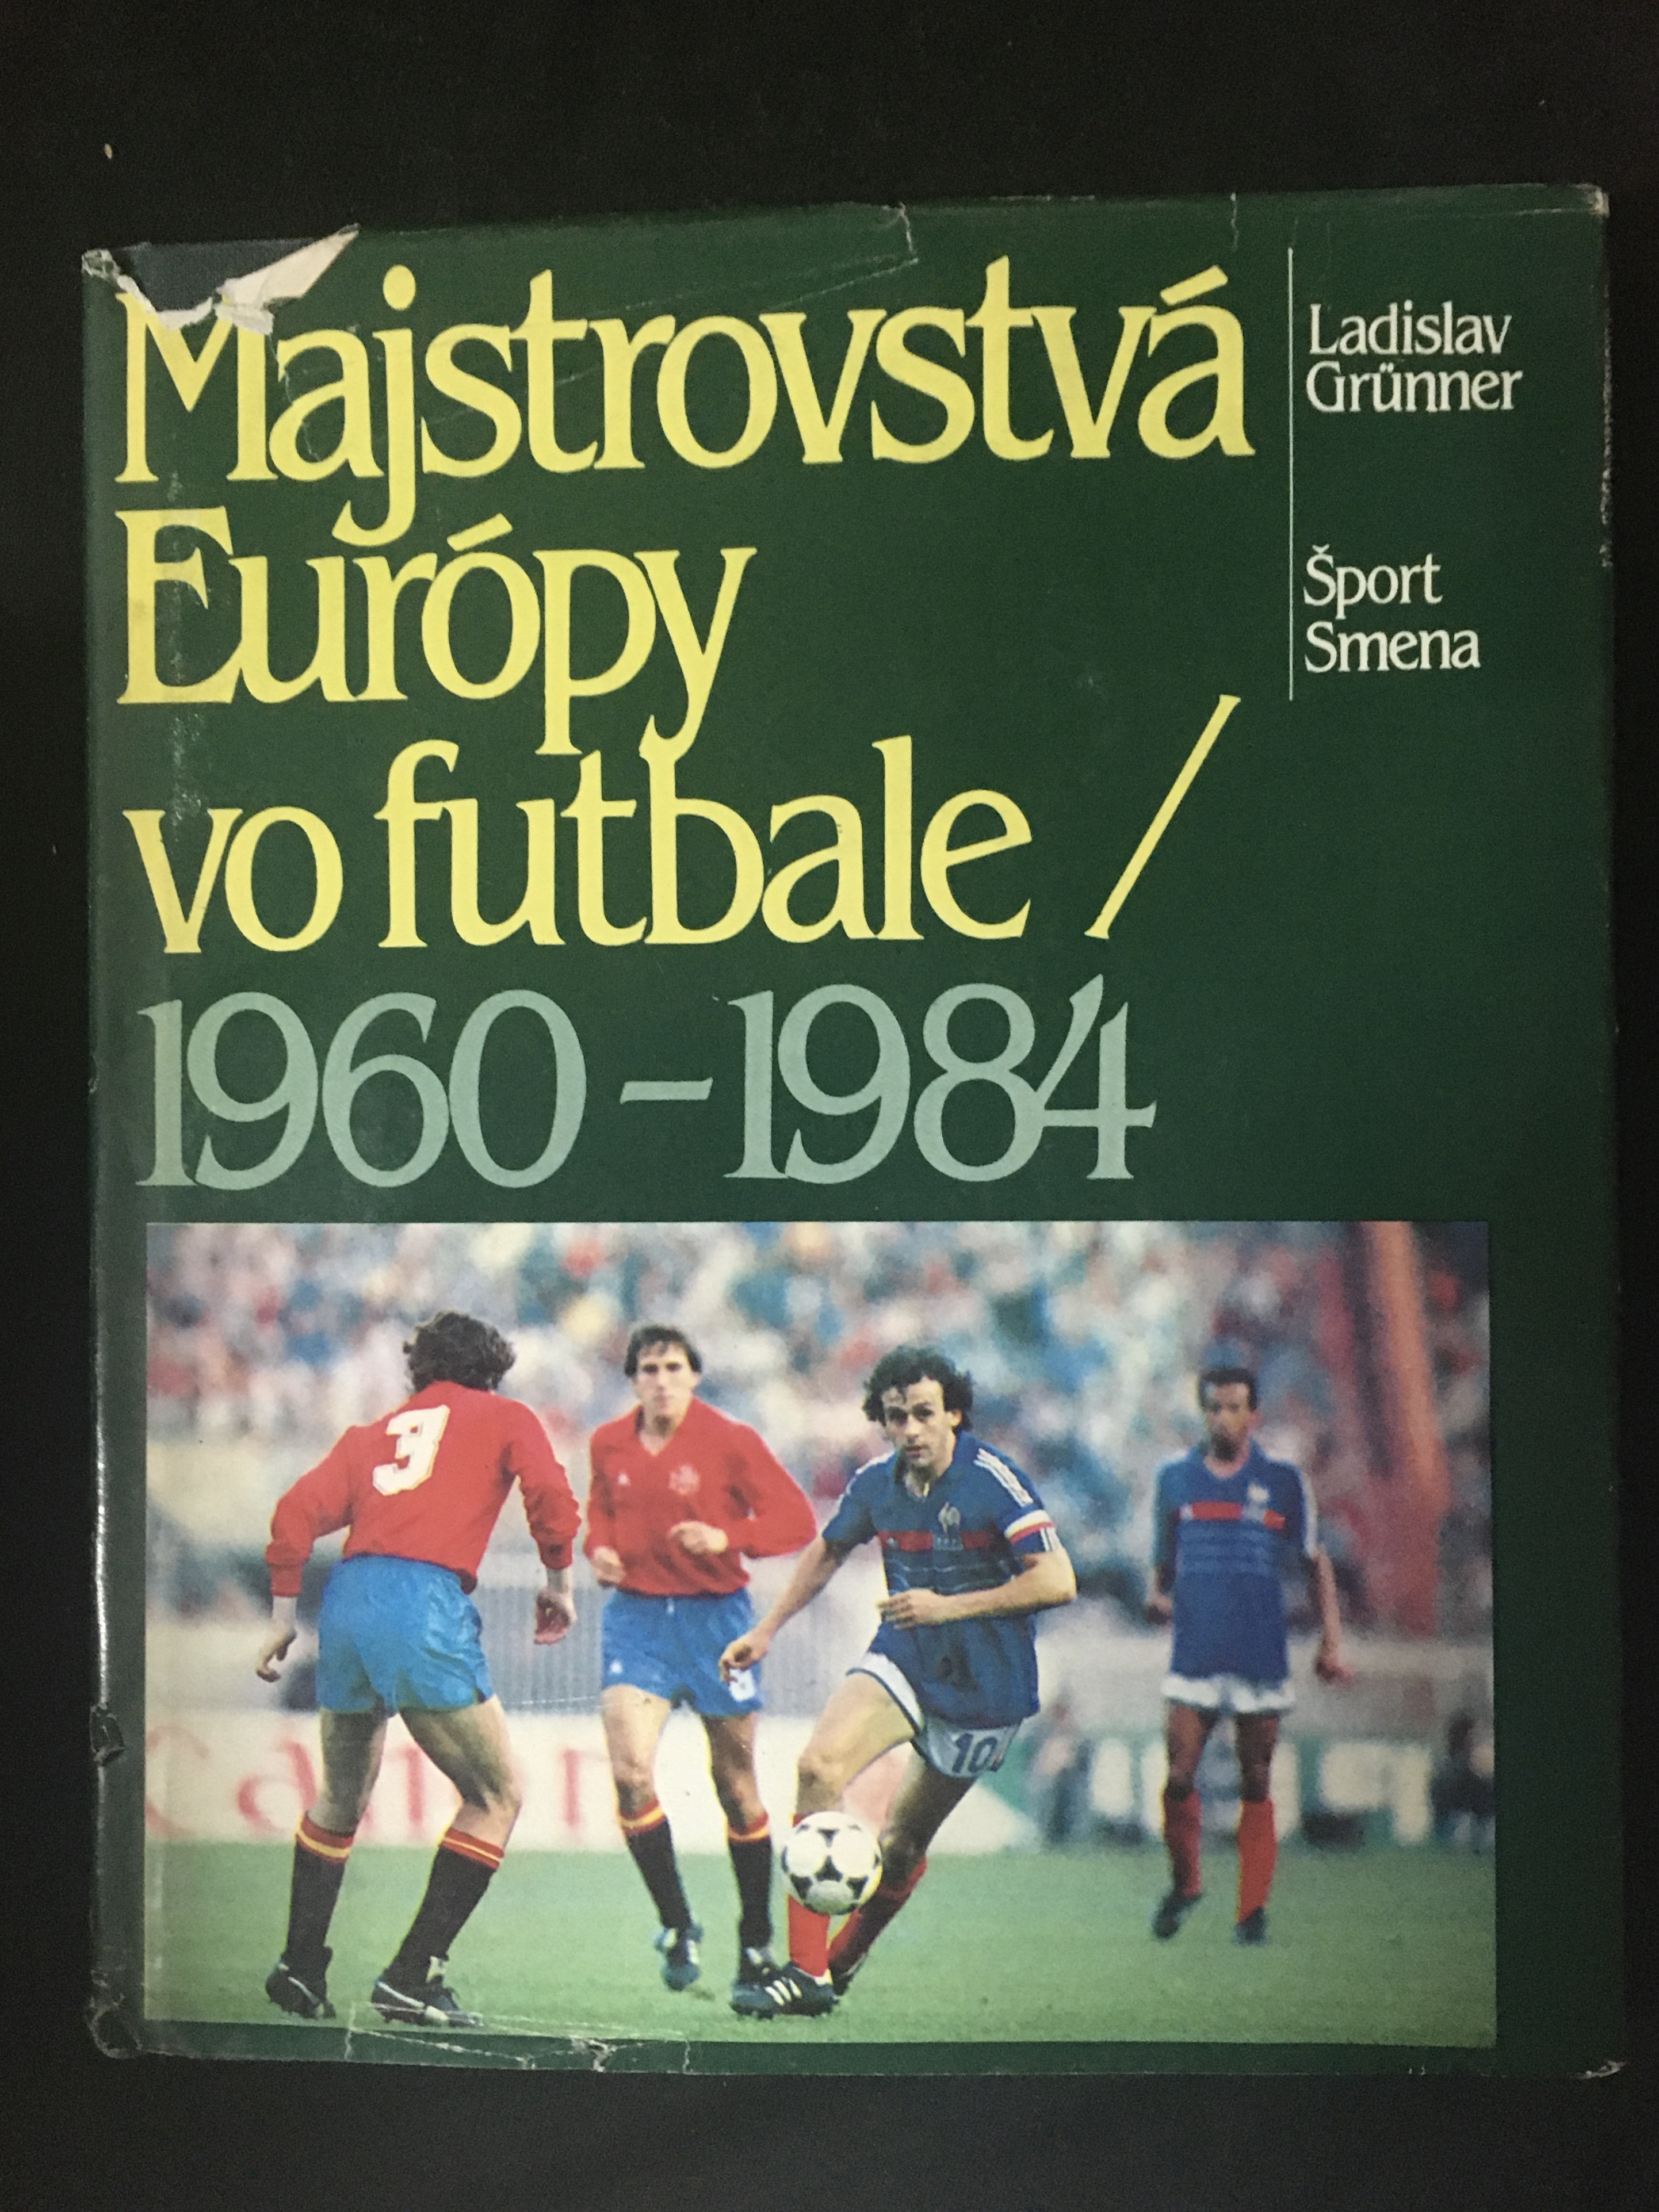 Majstrovstvá
Európy
vo futbale /
1960-1984
Ladislav
Grünner
Šport
Smena
3
10